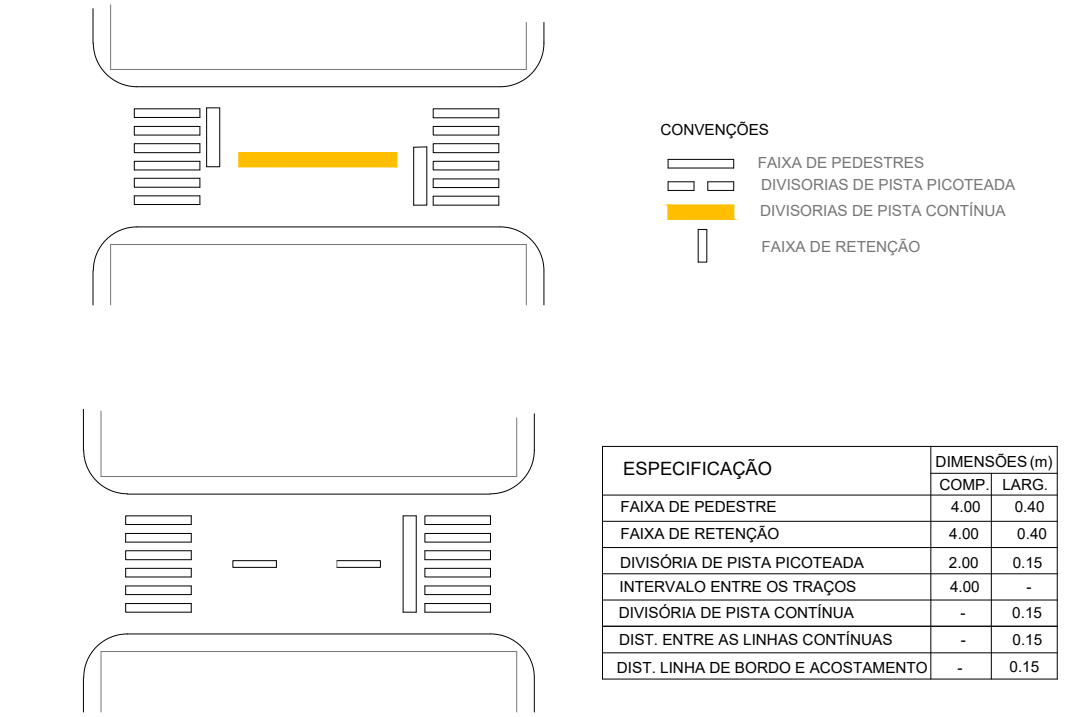 CONVENÇÕES
FAIXA DE PEDESTRES
DIVISORIAS DE PISTA PICOTEADA
DIVISORIAS DE PISTA CONTÍNUA
FAIXA DE RETENÇÃO
ESPECIFICAÇÃO DIMENSÕES (m)
COMP. LARG.
FAIXA DE PEDESTRE 4.00 0.40
FAIXA DE RETENÇÃO 4.00 0.40
DIVISÓRIA DE PISTA PICOTEADA 2.00 0.15
INTERVALO ENTRE OS TRAÇOS 4.00 -
DIVISÓRIA DE PISTA CONTÍNUA - 0.15
DIST. ENTRE AS LINHAS CONTÍNUAS - 0.15
DIST. LINHA DE BORDO E ACOSTAMENTO - 0.15